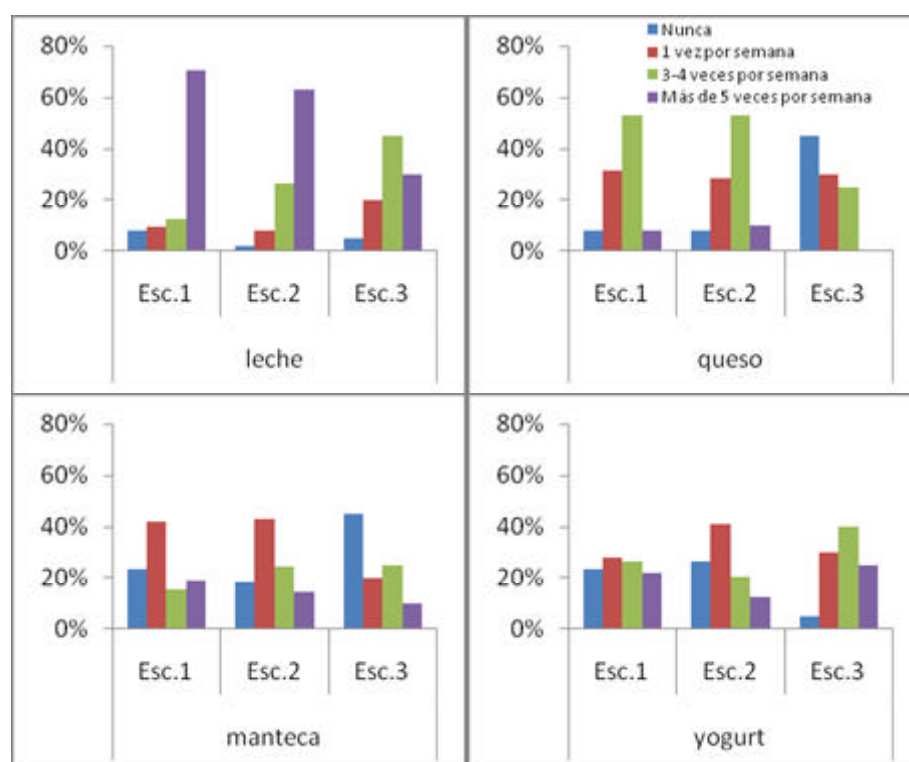 80%
60%
40%
20%
0%
Esc.1 Esc.2 Esc.3
leche
Nunca
1 vez por semana
3-4 veces por semana
Más de 5 veces por semana
80%
60%
40%
20%
0%
Esc.1 Esc.2 Esc.3
queso
80%
60%
40%
20%
0%
Esc.1 Esc.2 Esc.3
manteca
80%
60%
40%
20%
0%
Esc.1 Esc.2 Esc.3
yogurt